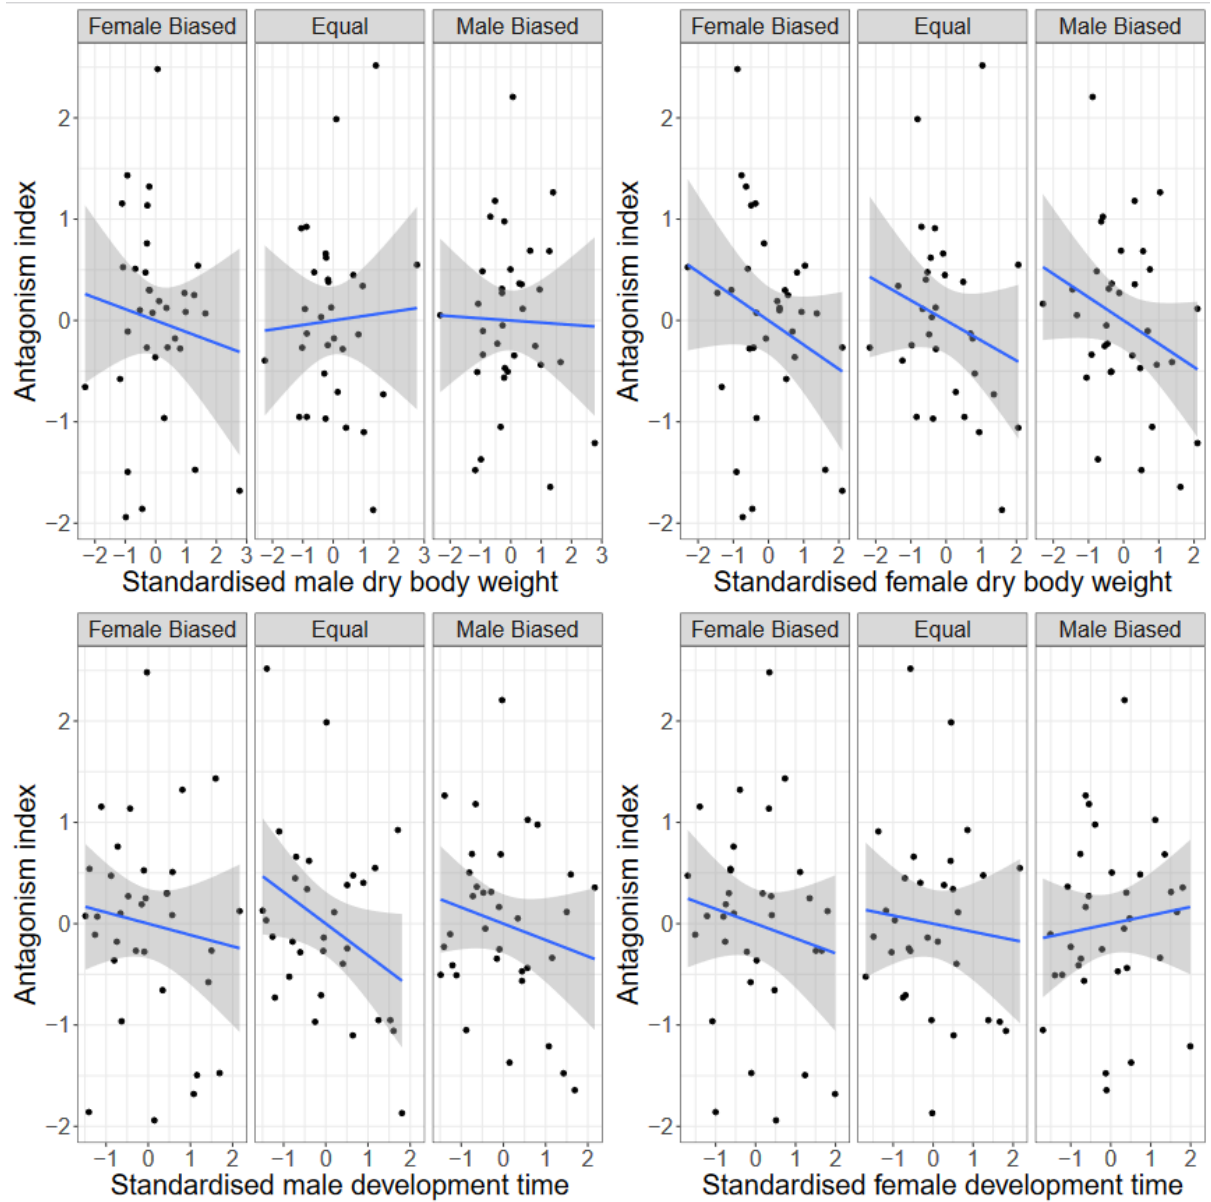 Female Biased Equal Male Biased
Antagonism index
2
1
0
−1
−2
−2 −1 0 1 2 3 −2 −1 0 1 2 3 −2 −1 0 1 2 3
Standardised male dry body weight
Female Biased Equal Male Biased
Antagonism index
2
1
0
−1
−2
−2 −1 0 1 2 −2 −1 0 1 2 −2 −1 0 1 2
Standardised female dry body weight
Female Biased Equal Male Biased
Antagonism index
2
1
0
−1
−2
−1 0 1 2 −1 0 1 2 −1 0 1 2
Standardised male development time
Female Biased Equal Male Biased
Antagonism index
2
1
0
−1
−2
−1 0 1 2 −1 0 1 2 −1 0 1 2
Standardised female development time